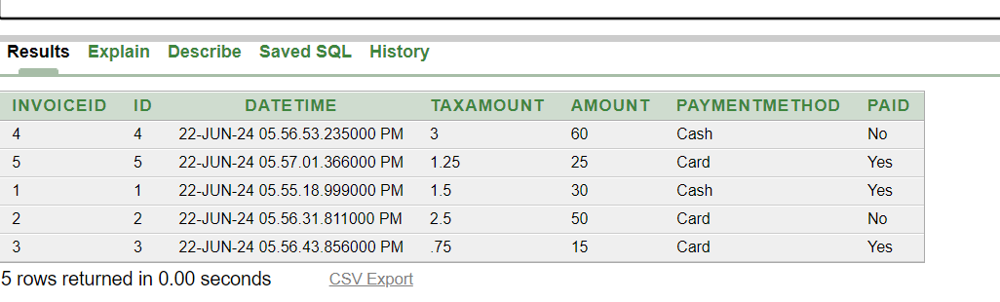 Results Explain Describe Saved SQL History
INVOICEID ID DATETIME TAXAMOUNT AMOUNT PAYMENTMETHOD PAID
4 4 22-JUN-24 05.56.53.235000 PM 3 60 Cash No
5 5 22-JUN-24 05.57.01.366000 PM 1.25 25 Card Yes
1 1 22-JUN-24 05.55.18.999000 PM 1.5 30 Cash Yes
2 2 22-JUN-24 05.56.31.811000 PM 2.5 50 Card No
3 3 22-JUN-24 05.56.43.856000 PM .75 15 Card Yes
5 rows returned in 0.00 seconds CSV Export